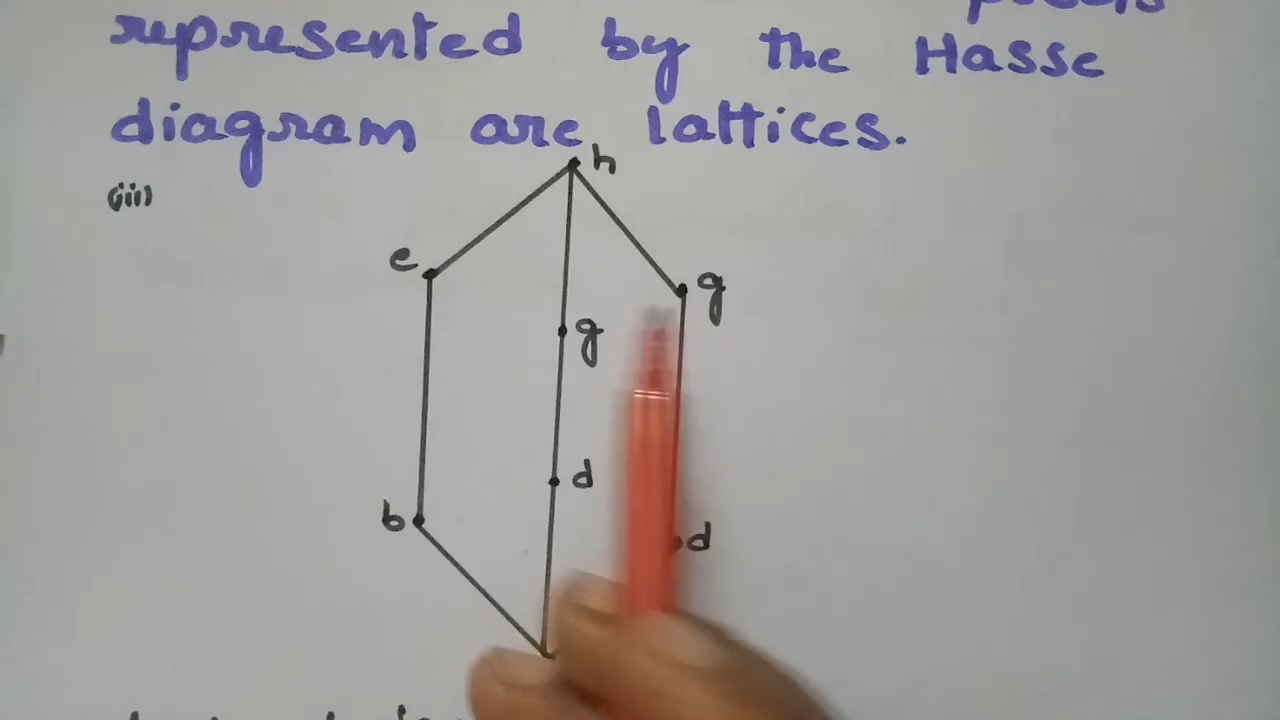 represented by the Hasse
diagram are lattices.
(iii)
h
e
g
g
d
b
d